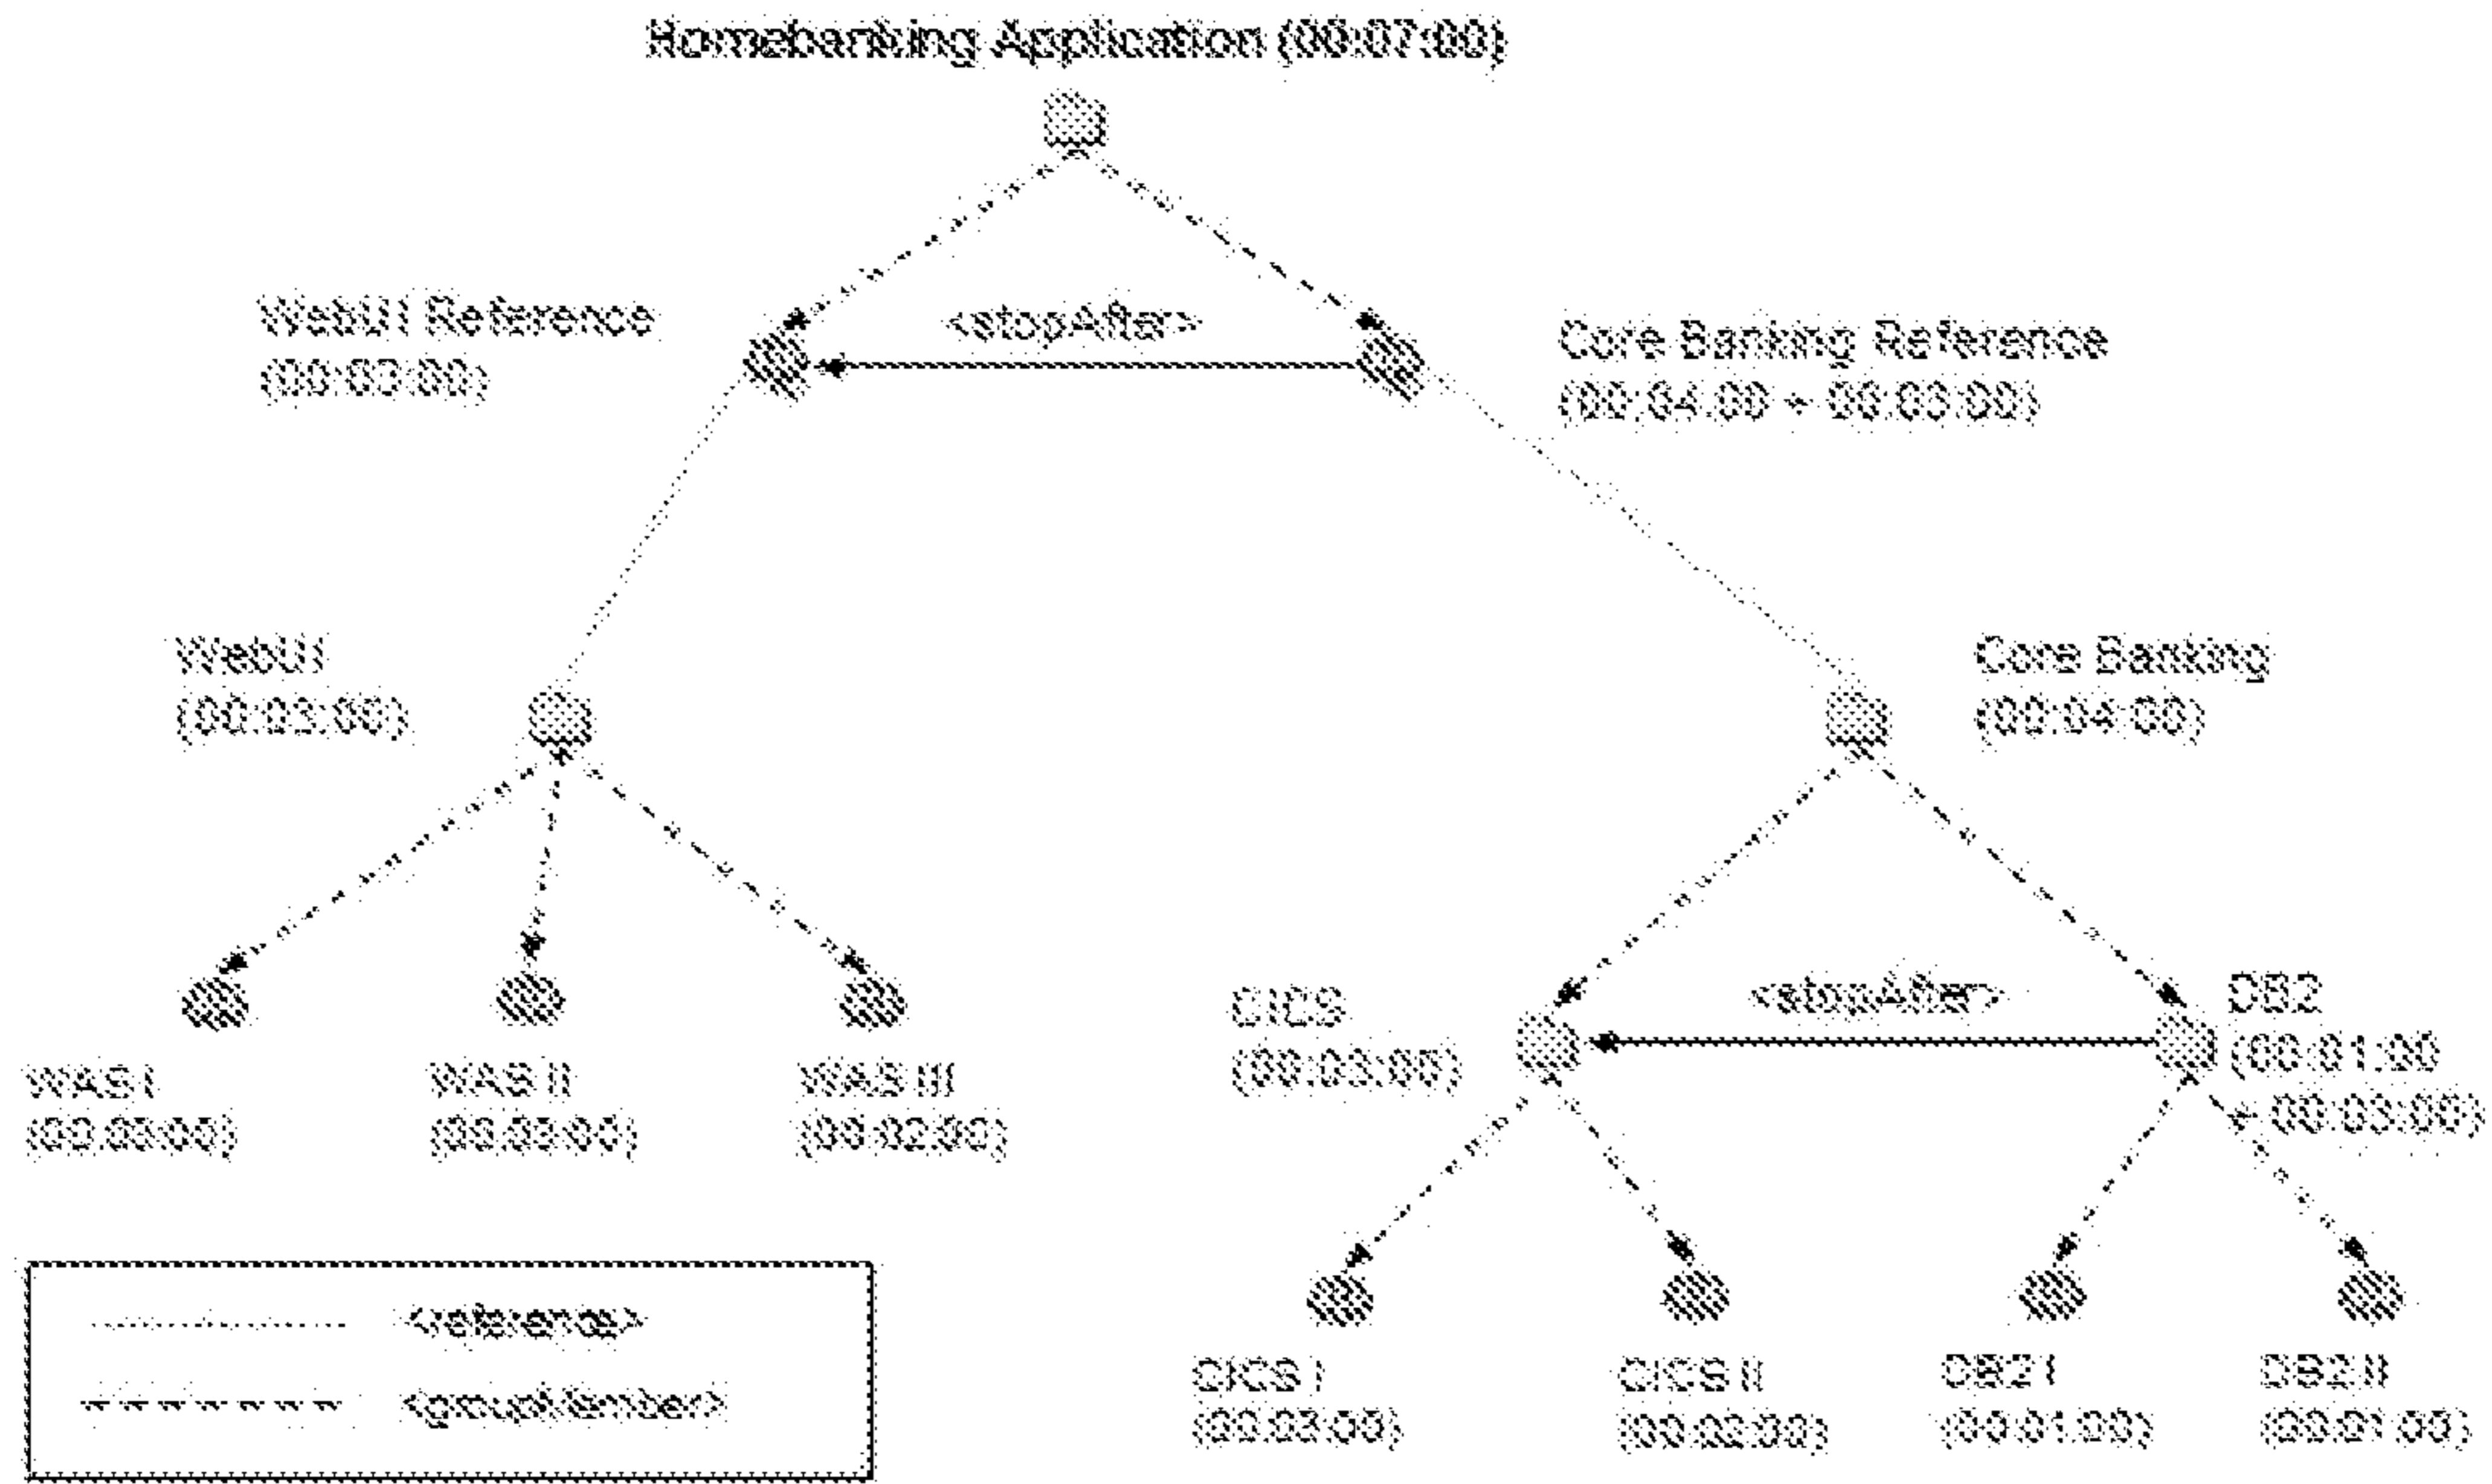 Homebanking Application (00:07:00)
WebUI Reference
(00:03:00)
<stopAfter>
Core Banking Reference
(00:04:00 + 00:03:00)
WebUI
(00:03:00)
Core Banking
(00:04:00)
CICS
(00:03:00)
<stopAfter>
DB2
(00:01:00
+ 00:03:00)
WAS I
(00:03:00)
WAS II
(00:03:00)
WAS III
(00:02:00)
<reference>
<groupMember>
CICS I
(00:03:00)
CICS II
(00:02:00)
DB2 I
(00:01:00)
DB2 II
(00:01:00)